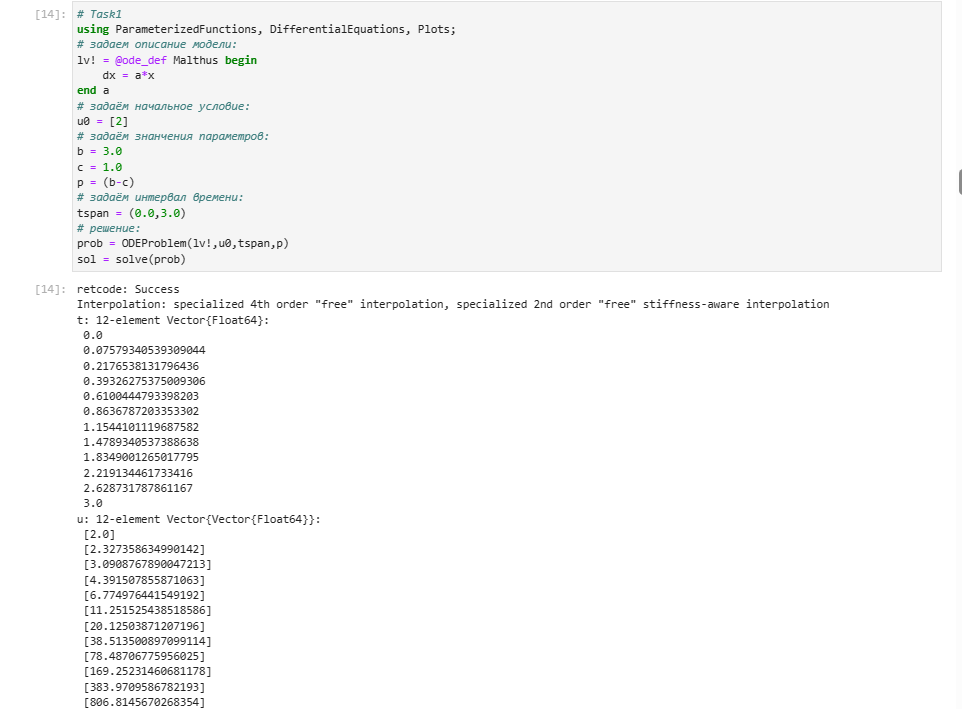 [14]: # Task1
using ParameterizedFunctions, DifferentialEquations, Plots;
# задаем описание модели:
lv! = @ode_def Malthus begin
    dx = a*x
end a
# задаём начальное условие:
u0 = [2]
# задаём знанчения параметров:
b = 3.0
c = 1.0
p = (b-c)
# задаём интервал времени:
tspan = (0.0,3.0)
# решение:
prob = ODEProblem(lv!,u0,tspan,p)
sol = solve(prob)
[14]: retcode: Success
Interpolation: specialized 4th order "free" interpolation, specialized 2nd order "free" stiffness-aware interpolation
t: 12-element Vector{Float64}:
 0.0
 0.07579340539309044
 0.2176538131796436
 0.39326275375009306
 0.6100444793398203
 0.8636787203353302
 1.1544101119687582
 1.4789340537388638
 1.8349001265017795
 2.219134461733416
 2.628731787861167
 3.0
u: 12-element Vector{Vector{Float64}}:
 [2.0]
 [2.327358634990142]
 [3.0908767890047213]
 [4.391507855871063]
 [6.774976441549192]
 [11.251525438518586]
 [20.12503871207196]
 [38.513500897099114]
 [78.48706775956025]
 [169.25231460681178]
 [383.9709586782193]
 [806.8145670268354]